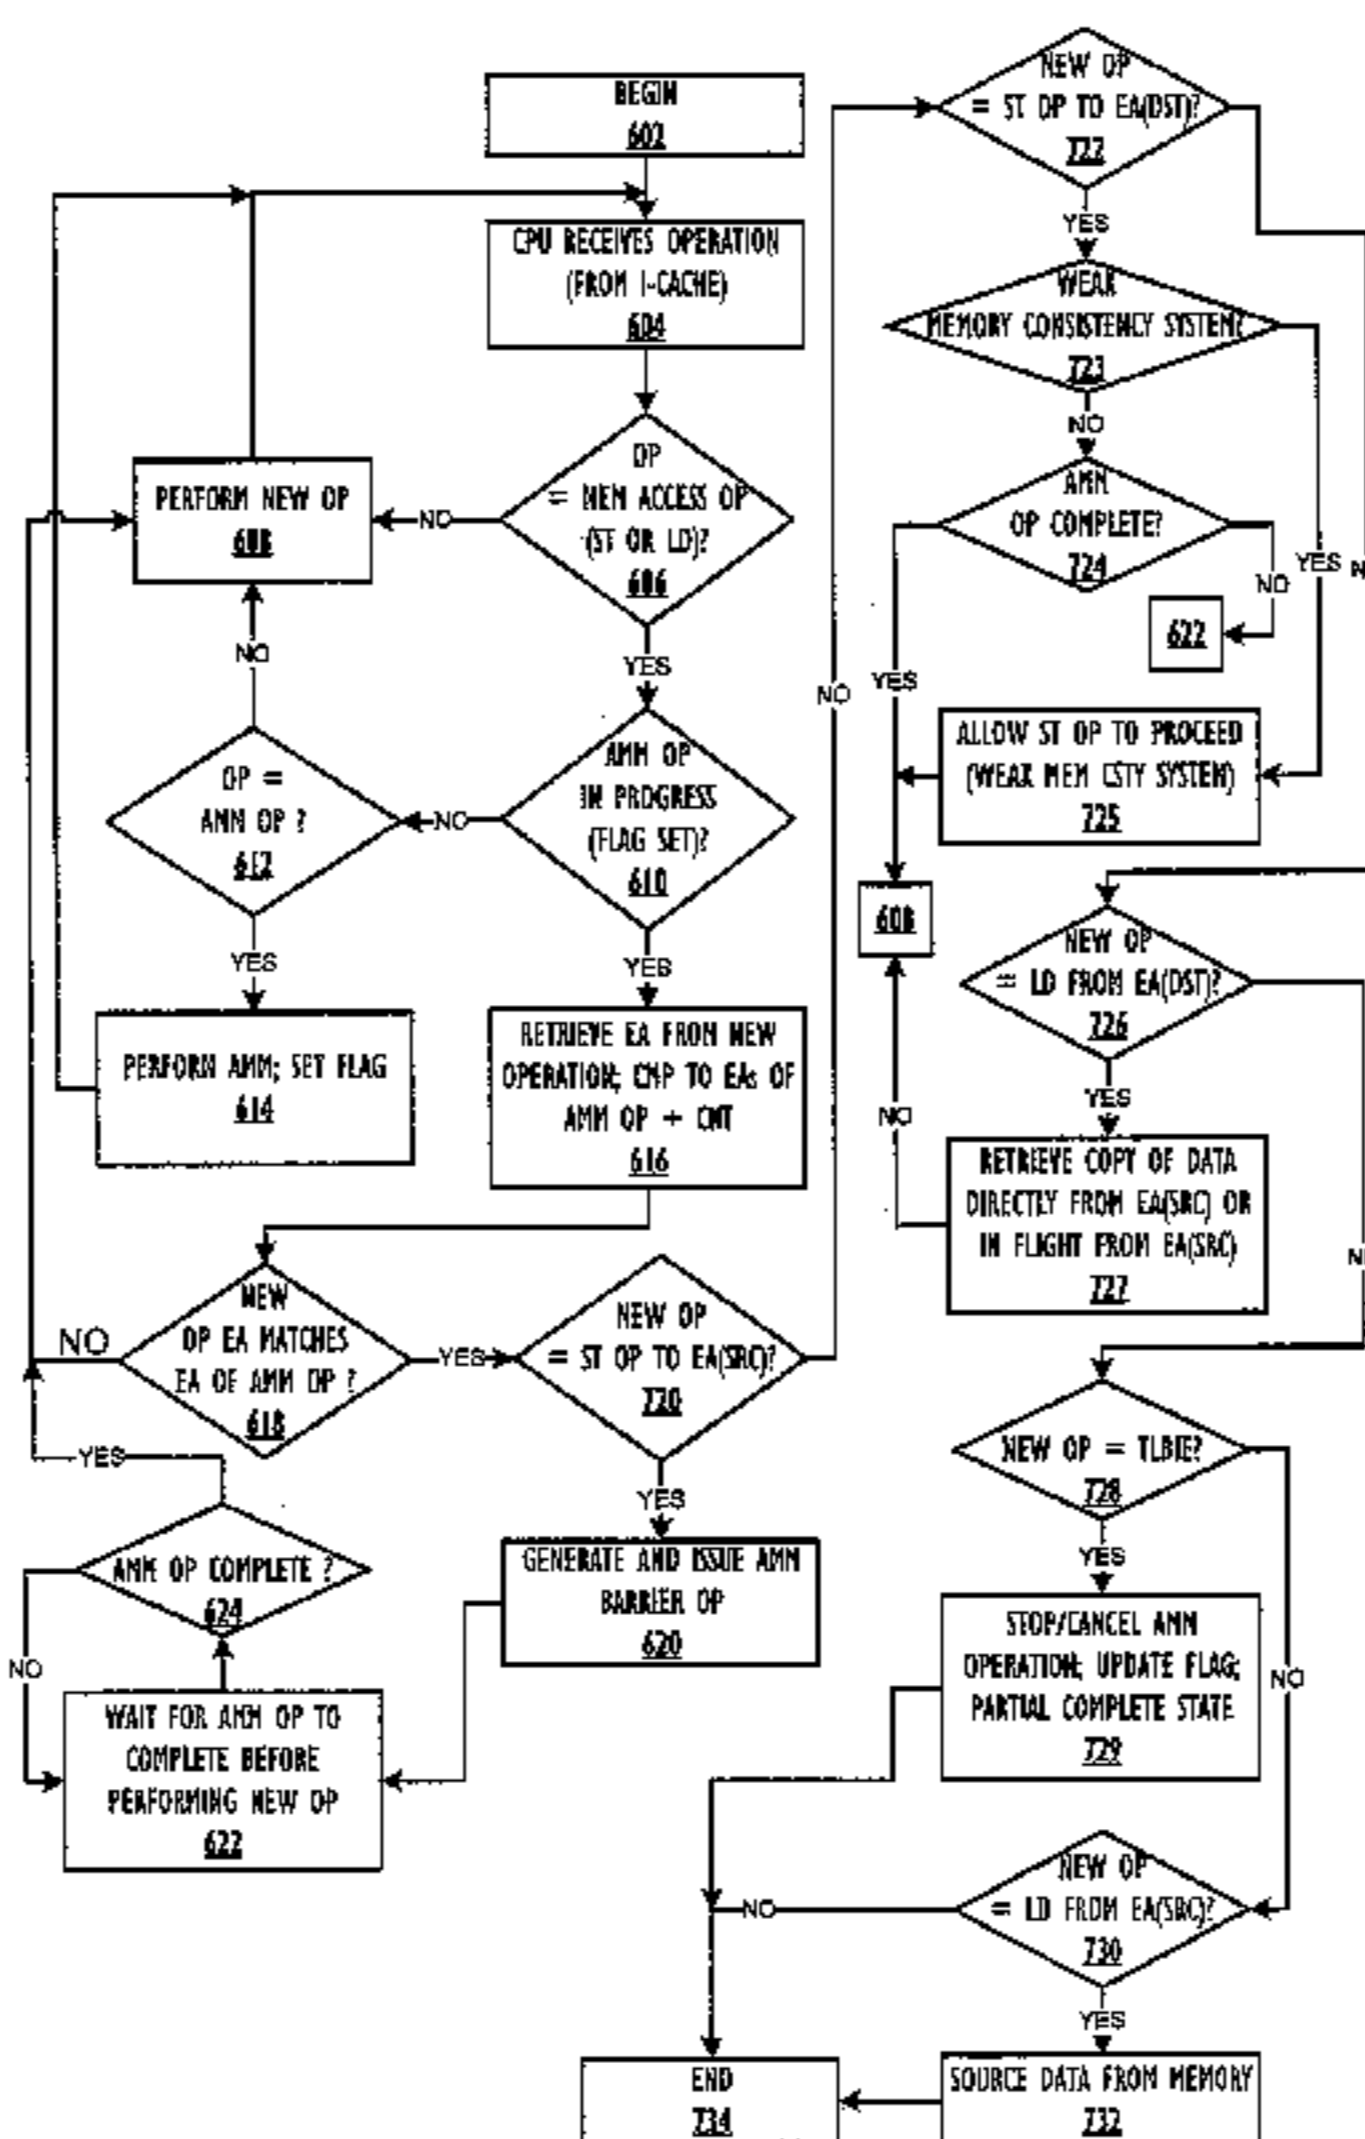 BEGIN
602
CPU RECEIVES OPERATION
(FROM I-CACHE)
604
OP
= MEM ACCESS OP
(ST OR LD)?
606
NO
YES
PERFORM NEW OP
608
NO
AMM OP
IN PROGRESS
(FLAG SET)?
610
NO
YES
OP =
AMM OP ?
612
YES
PERFORM AMM; SET FLAG
614
RETRIEVE EA FROM NEW
OPERATION; CMP TO EAs OF
AMM OP + CNT
616
NEW
OP EA MATCHES
EA OF AMM OP ?
618
NO
YES
NEW OP
= ST OP TO EA(SRC)?
720
NO
YES
GENERATE AND ISSUE AMM
BARRIER OP
620
YES
AMM OP COMPLETE ?
624
NO
WAIT FOR AMM OP TO
COMPLETE BEFORE
PERFORMING NEW OP
622
NEW OP
= ST OP TO EA(DST)?
722
YES
WEAK
MEMORY CONSISTENCY SYSTEM?
723
NO
YES
AMM
OP COMPLETE?
724
NO
YES
622
ALLOW ST OP TO PROCEED
(WEAK MEM CSTY SYSTEM)
725
608
NEW OP
= LD FROM EA(DST)?
726
YES
RETRIEVE COPY OF DATA
DIRECTLY FROM EA(SRC) OR
IN FLIGHT FROM EA(SRC)
727
NO
NEW OP = TLBIE?
728
YES
NO
STOP/CANCEL AMM
OPERATION; UPDATE FLAG;
PARTIAL COMPLETE STATE
729
NEW OP
= LD FROM EA(SRC)?
730
NO
YES
SOURCE DATA FROM MEMORY
732
END
734